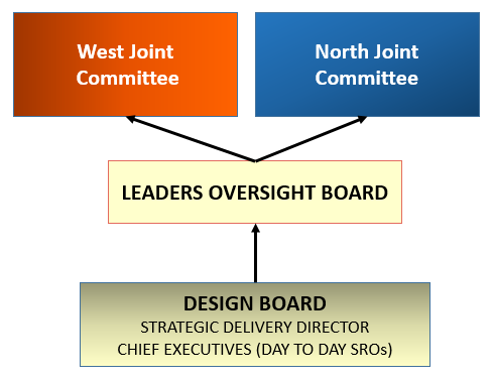 West Joint
Committee
North Joint
Committee
LEADERS OVERSIGHT BOARD
DESIGN BOARD
STRATEGIC DELIVERY DIRECTOR
CHIEF EXECUTIVES (DAY TO DAY SROs)